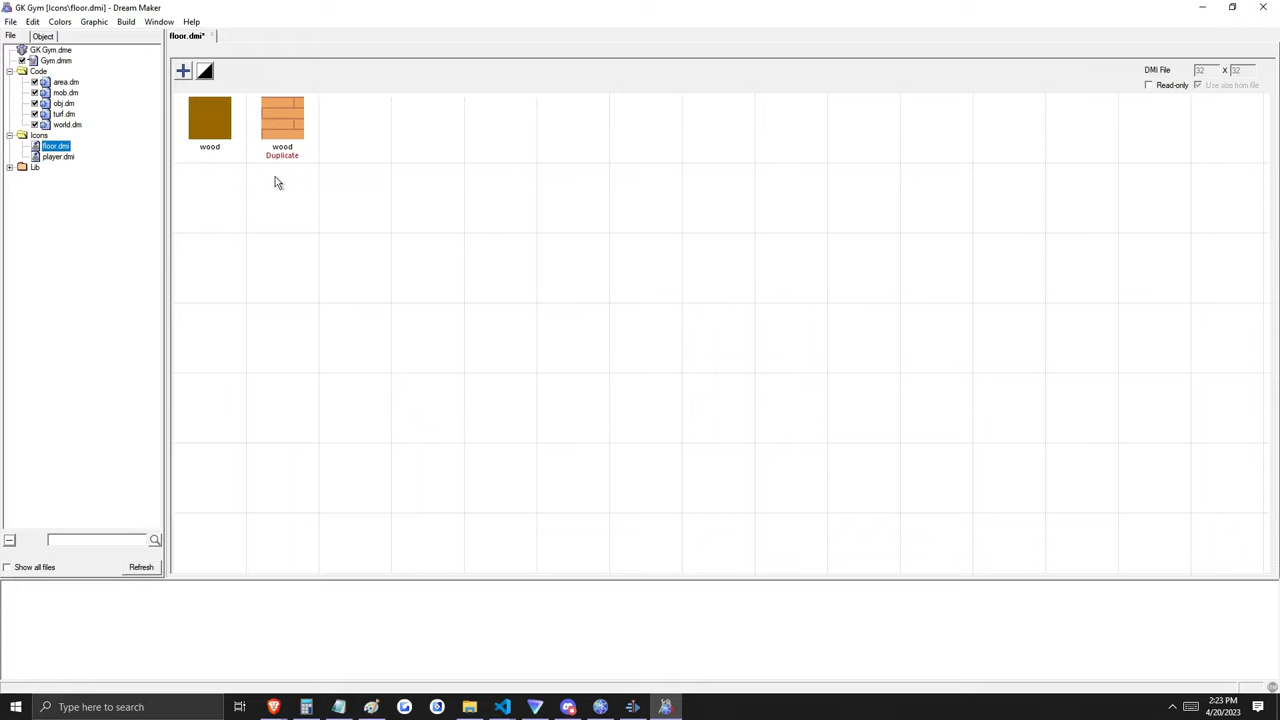 GK Gym [Icons\floor.dmi] - Dream Maker
File Edit Colors Graphic Build Window Help
File Object
floor.dmi*
GK Gym.dme
Gym.dmm
Code
area.dm
mob.dm
obj.dm
turf.dm
world.dm
Icons
floor.dmi
player.dmi
Lib
DMI File 32 X 32
Read-only Use size from file
wood wood
Duplicate
Show all files Refresh
Type here to search
2:23 PM
4/20/2023